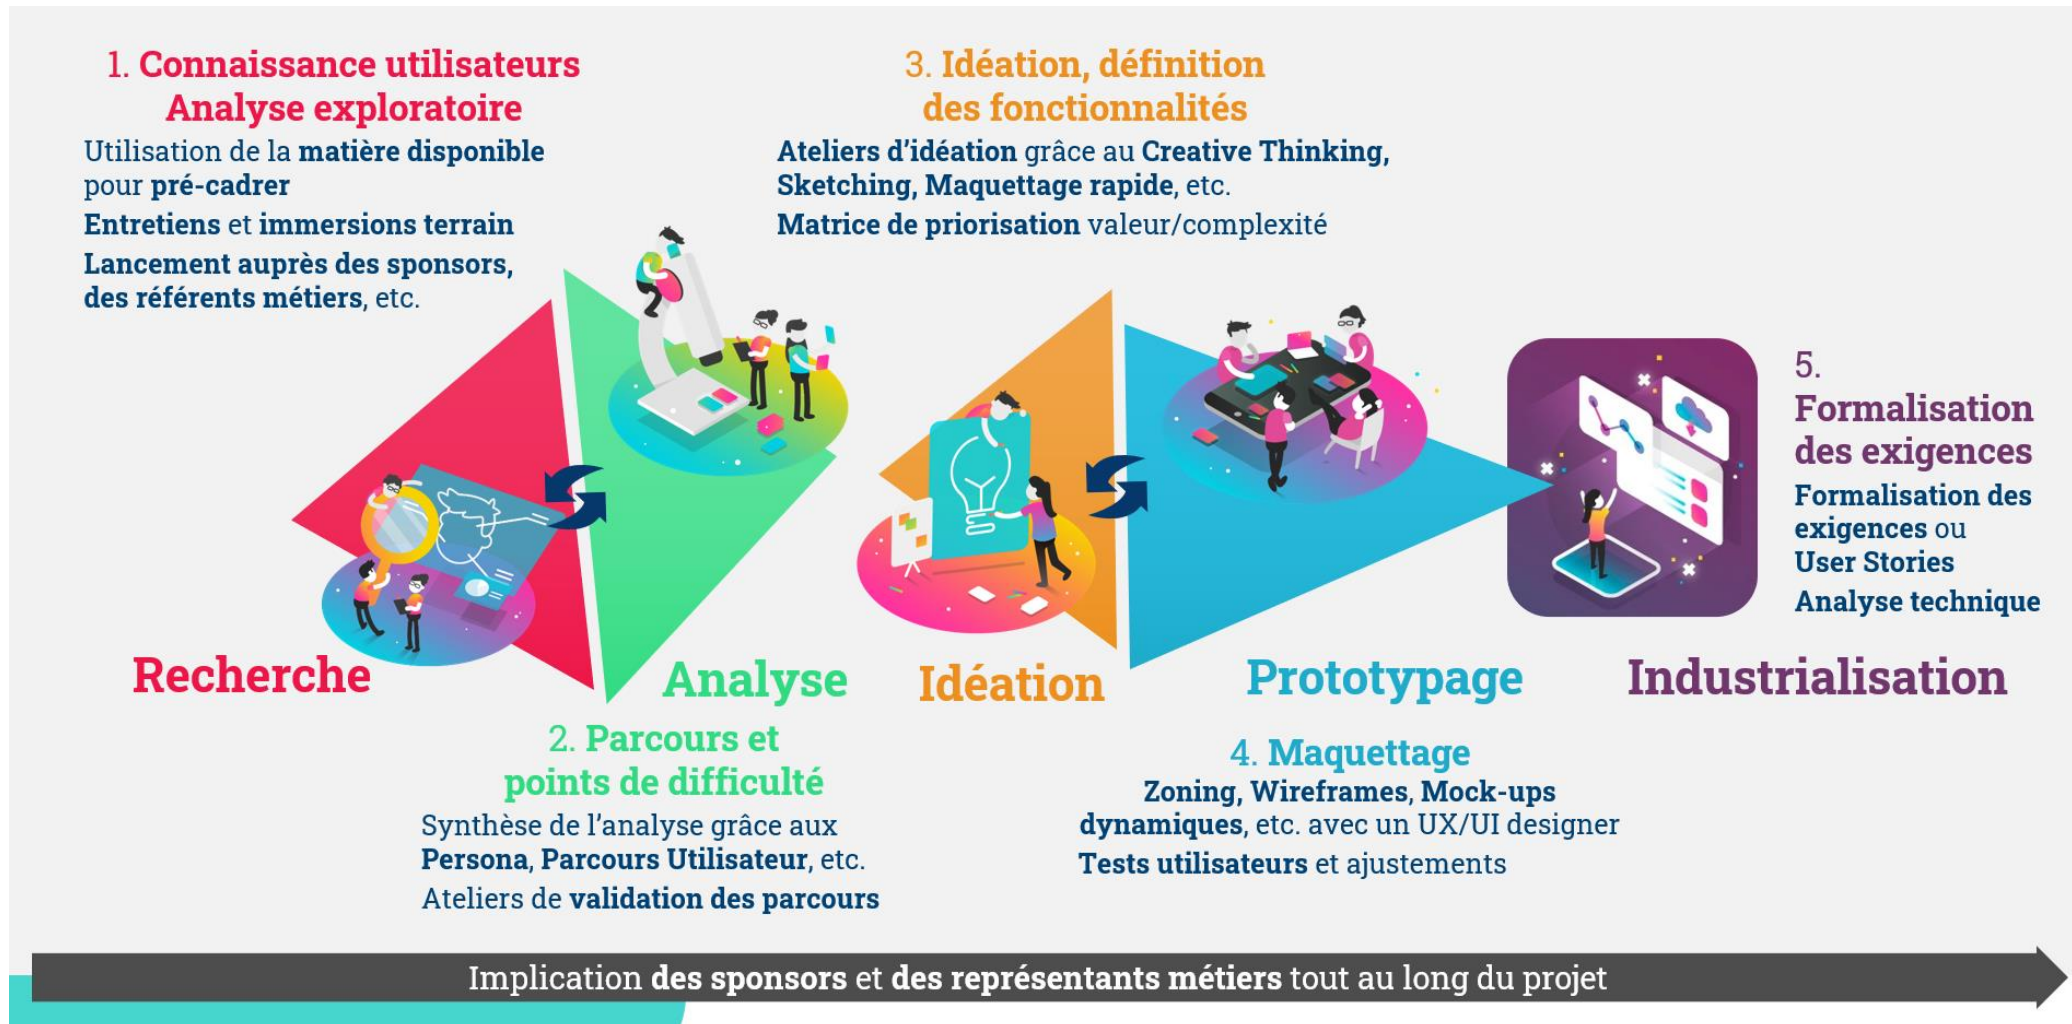 1. Connaissance utilisateurs
Analyse exploratoire
Utilisation de la matière disponible
pour pré-cadrer
Entretiens et immersions terrain
Lancement auprès des sponsors,
des référents métiers, etc.
Recherche
Analyse
2. Parcours et
points de difficulté
Synthèse de l’analyse grâce aux
Persona, Parcours Utilisateur, etc.
Ateliers de validation des parcours
3. Idéation, définition
des fonctionnalités
Ateliers d’idéation grâce au Creative Thinking,
Sketching, Maquettage rapide, etc.
Matrice de priorisation valeur/complexité
Idéation
Prototypage
4. Maquettage
Zoning, Wireframes, Mock-ups
dynamiques, etc. avec un UX/UI designer
Tests utilisateurs et ajustements
5.
Formalisation
des exigences
Formalisation des
exigences ou
User Stories
Analyse technique
Industrialisation
Implication des sponsors et des représentants métiers tout au long du projet